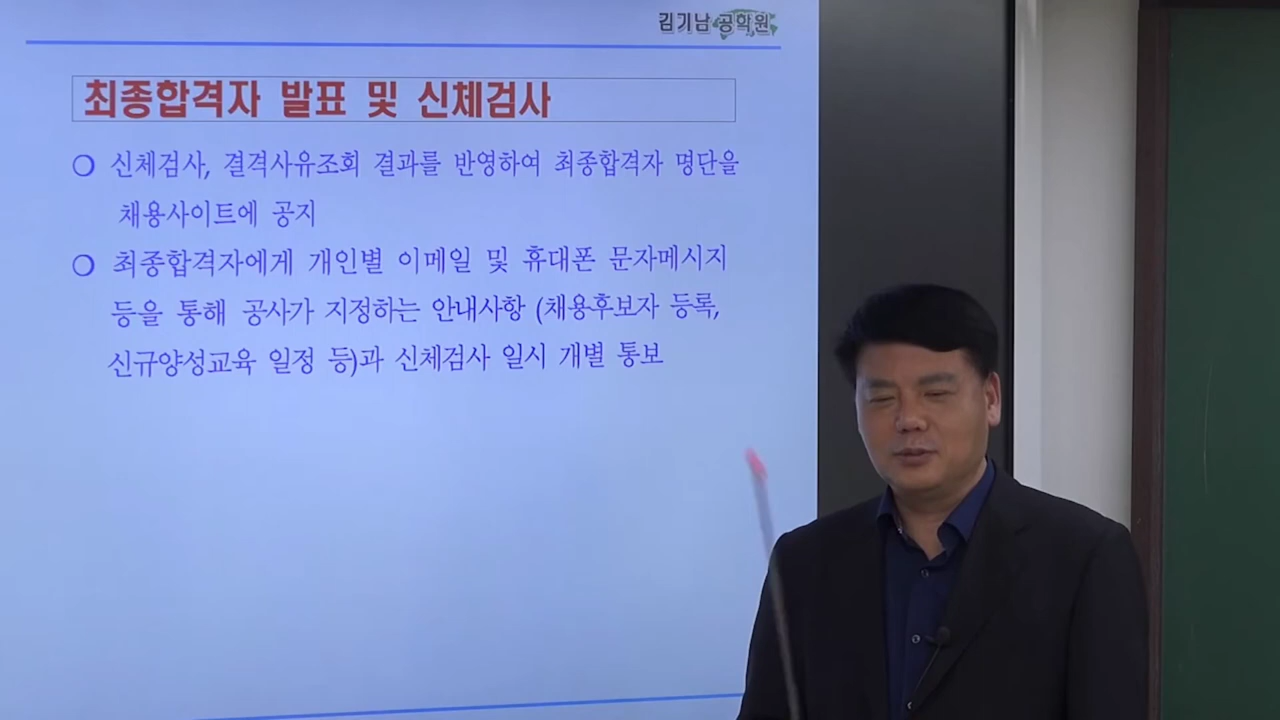 김기남 공학원
최종합격자 발표 및 신체검사
❍ 신체검사, 결격사유조회 결과를 반영하여 최종합격자 명단을
채용사이트에 공지
❍ 최종합격자에게 개인별 이메일 및 휴대폰 문자메시지
등을 통해 공사가 지정하는 안내사항 (채용후보자 등록,
신규양성교육 일정 등)과 신체검사 일시 개별 통보